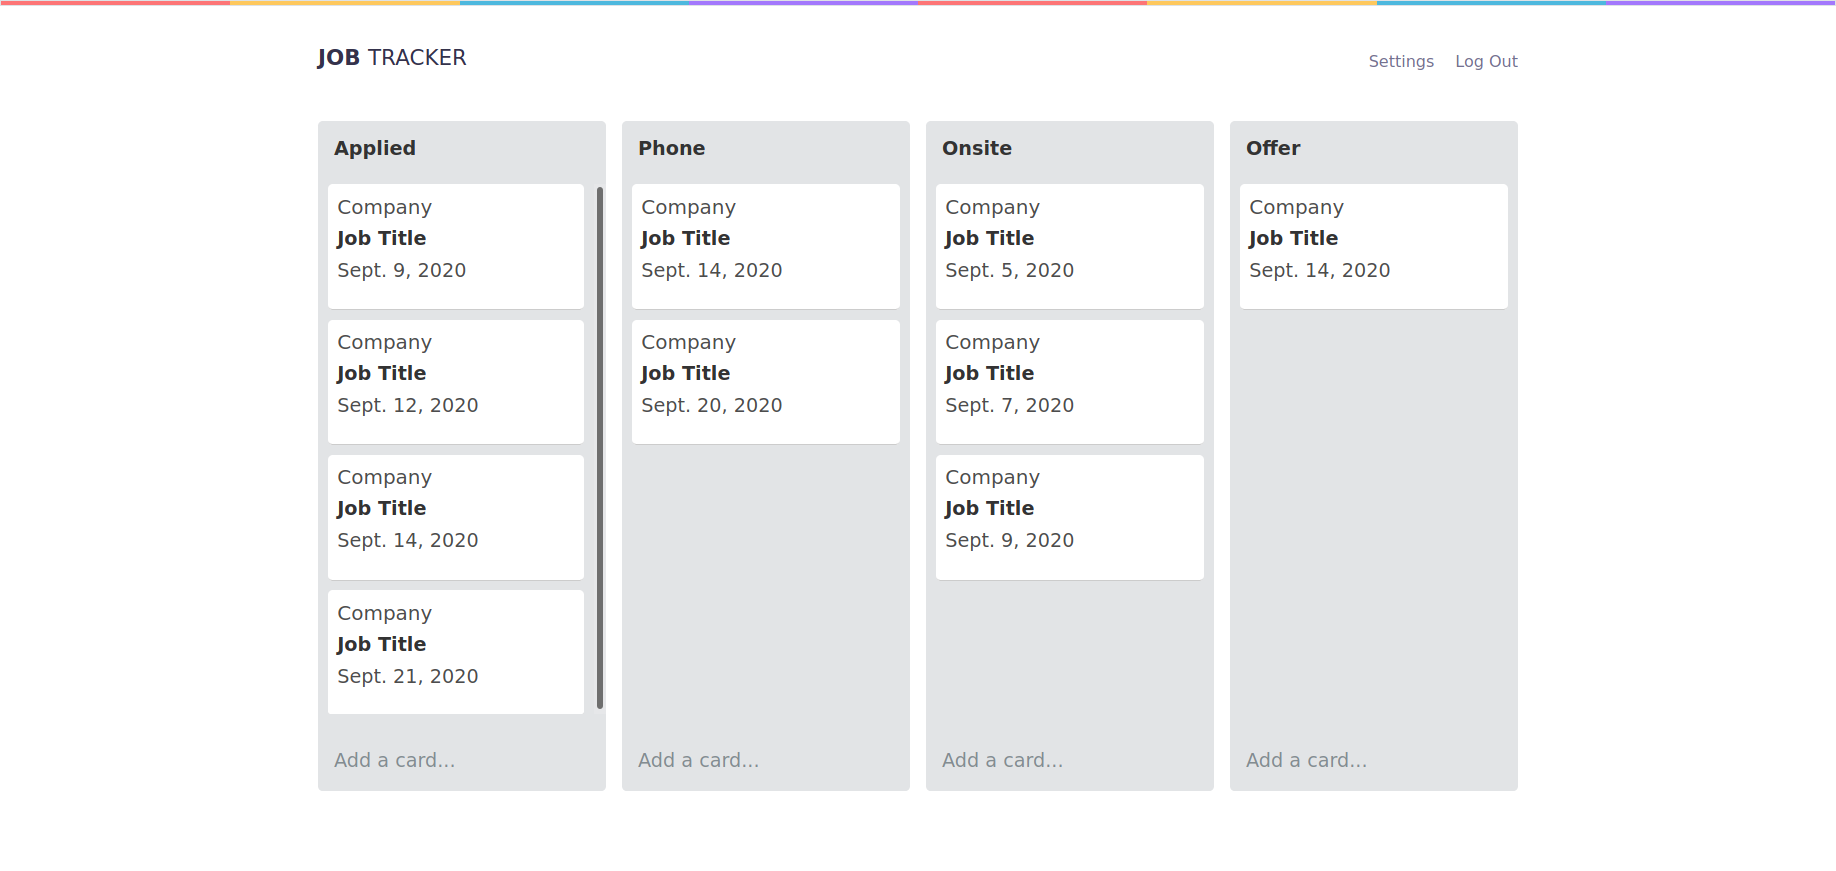 JOB TRACKER
Settings
Log Out
Applied
Company
Job Title
Sept. 9, 2020
Company
Job Title
Sept. 12, 2020
Company
Job Title
Sept. 14, 2020
Company
Job Title
Sept. 21, 2020
Add a card...
Phone
Company
Job Title
Sept. 14, 2020
Company
Job Title
Sept. 20, 2020
Add a card...
Onsite
Company
Job Title
Sept. 5, 2020
Company
Job Title
Sept. 7, 2020
Company
Job Title
Sept. 9, 2020
Add a card...
Offer
Company
Job Title
Sept. 14, 2020
Add a card...